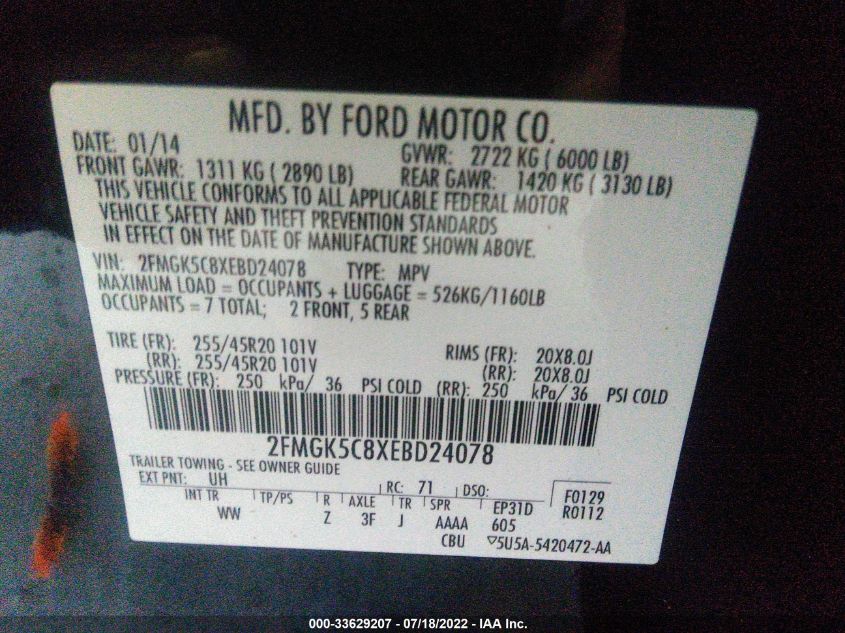 MFD. BY FORD MOTOR CO.
DATE: 01/14 GVWR: 2722 KG ( 6000 LB)
FRONT GAWR: 1311 KG ( 2890 LB) REAR GAWR: 1420 KG ( 3130 LB)
THIS VEHICLE CONFORMS TO ALL APPLICABLE FEDERAL MOTOR
VEHICLE SAFETY AND THEFT PREVENTION STANDARDS
IN EFFECT ON THE DATE OF MANUFACTURE SHOWN ABOVE.
VIN: 2FMGK5C8XEBD24078 TYPE: MPV
MAXIMUM LOAD = OCCUPANTS + LUGGAGE = 526KG/1160LB
OCCUPANTS = 7 TOTAL; 2 FRONT, 5 REAR
TIRE (FR): 255/45R20 101V RIMS (FR): 20X8.0J
(RR): 255/45R20 101V (RR): 20X8.0J
PRESSURE (FR): 250 kPa/ 36 PSI COLD (RR): 250 kPa/ 36 PSI COLD
2FMGK5C8XEBD24078
TRAILER TOWING - SEE OWNER GUIDE
EXT PNT: UH RC: 71 DSO: F0129
INT TR TP/PS R AXLE TR SPR EP31D R0112
WW Z 3F J AAAA 605
CBU ▽5U5A-5420472-AA
000-33629207 - 07/18/2022 - IAA Inc.